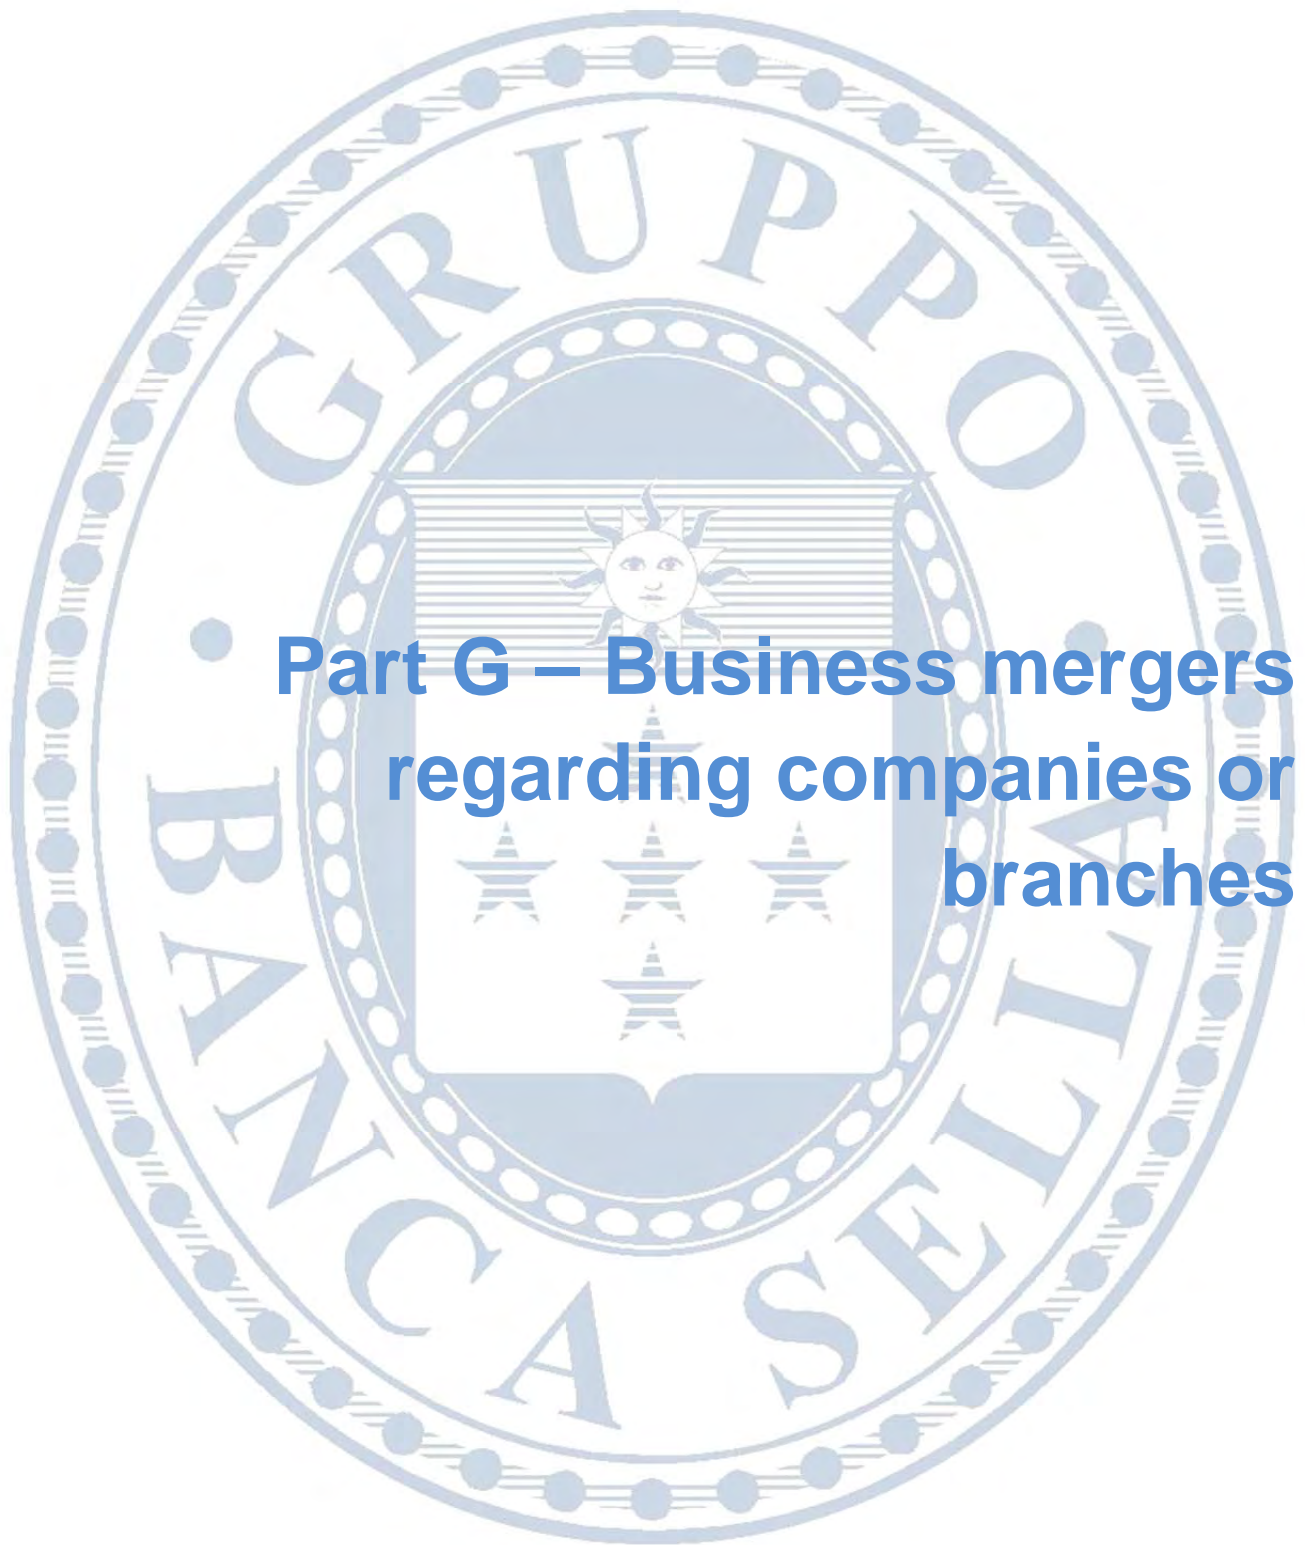 GRUPPO
BANCA SELLA
Part G – Business mergers
regarding companies or
branches